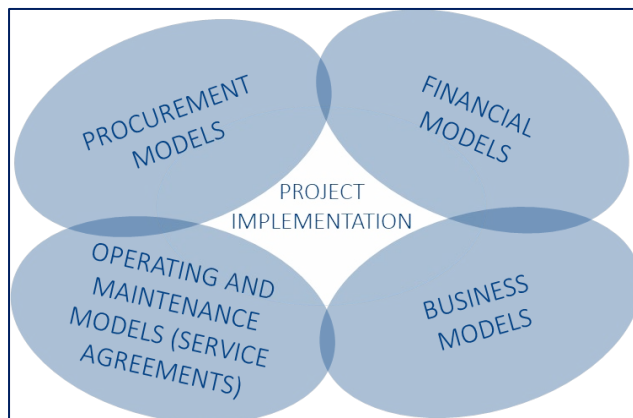 PROCUREMENT
MODELS
FINANCIAL
MODELS
PROJECT
IMPLEMENTATION
OPERATING AND
MAINTENANCE
MODELS (SERVICE
AGREEMENTS)
BUSINESS
MODELS